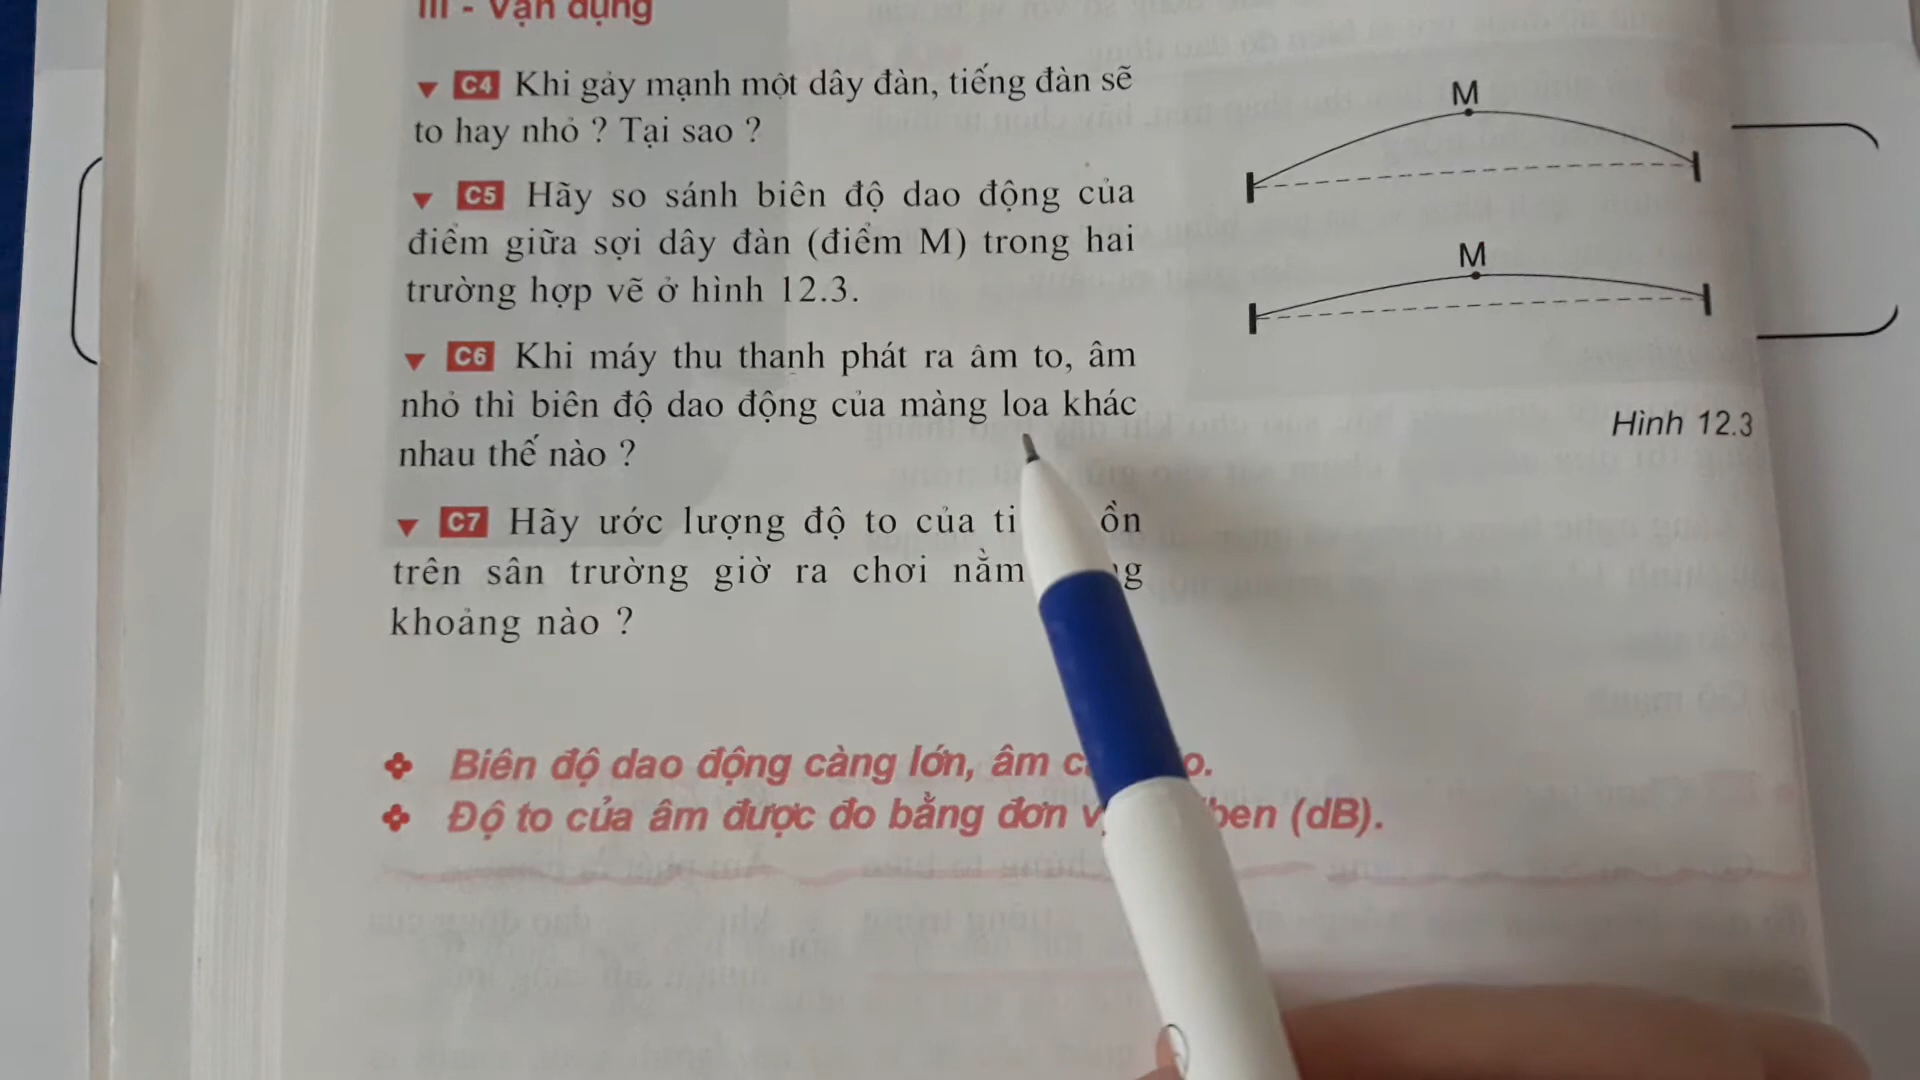 III - Vận dụng
C4 Khi gảy mạnh một dây đàn, tiếng đàn sẽ
to hay nhỏ ? Tại sao ?
C5 Hãy so sánh biên độ dao động của
điểm giữa sợi dây đàn (điểm M) trong hai
trường hợp vẽ ở hình 12.3.
C6 Khi máy thu thanh phát ra âm to, âm
nhỏ thì biên độ dao động của màng loa khác
nhau thế nào ?
C7 Hãy ước lượng độ to của ti ồn
trên sân trường giờ ra chơi nằm g
khoảng nào ?
M
M
Hình 12.3
Biên độ dao động càng lớn, âm c o.
Độ to của âm được đo bằng đơn v ben (dB).